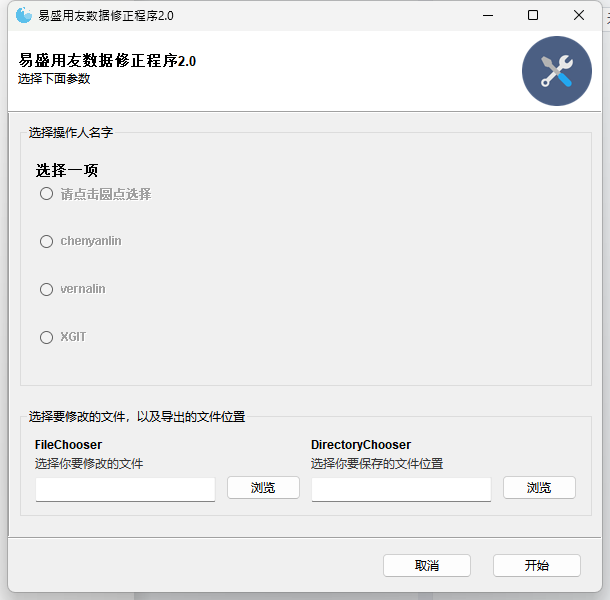 易盛用友数据修正程序2.0
易盛用友数据修正程序2.0
选择下面参数
选择操作人名字
选择一项
请点击圆点选择
chenyanlin
vernalin
XGIT
选择要修改的文件，以及导出的文件位置
FileChooser
DirectoryChooser
选择你要修改的文件
选择你要保存的文件位置
浏览
浏览
取消
开始